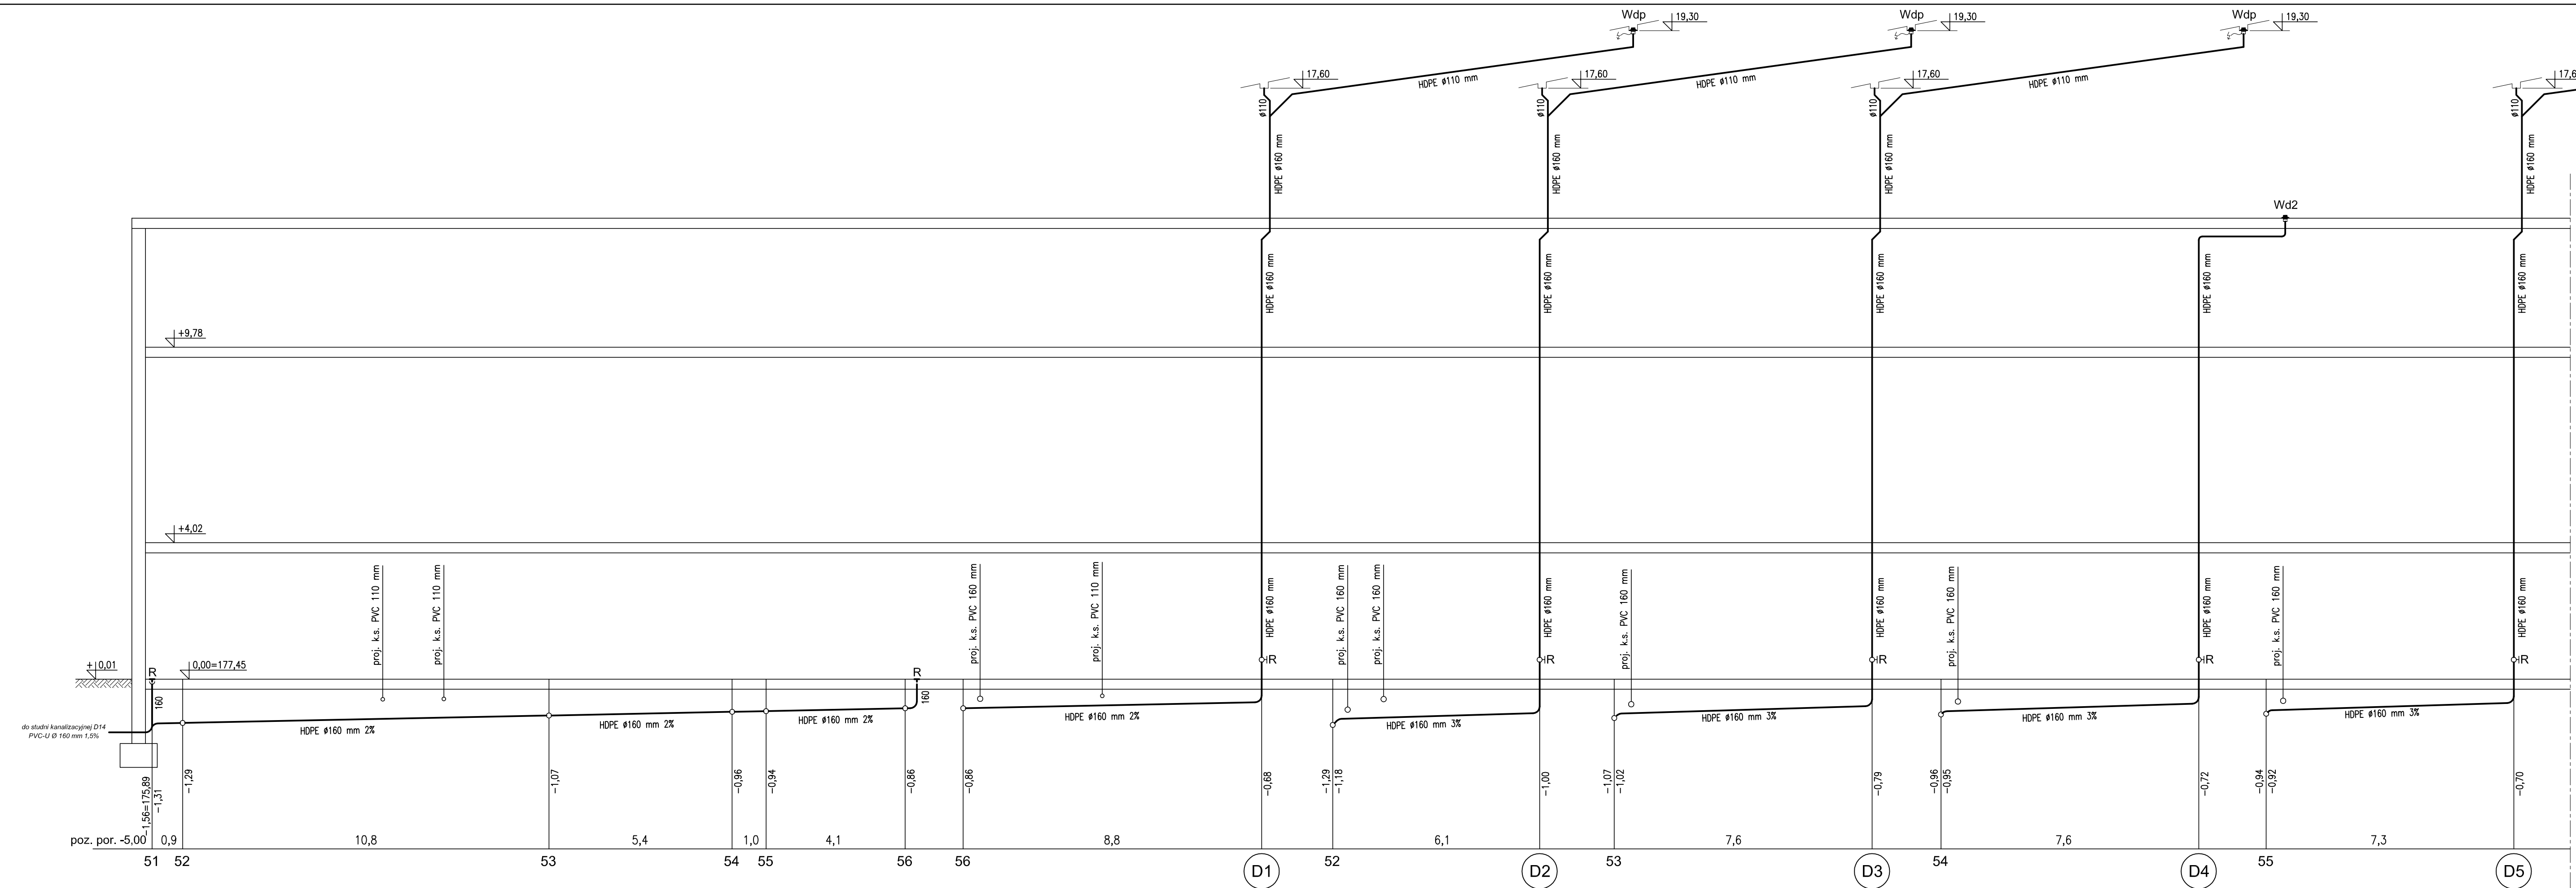 Wdp
19,30
Wdp
19,30
Wdp
19,30
17,60
17,60
17,60
HDPE ø110 mm
HDPE ø110 mm
HDPE ø110 mm
ø110
ø110
ø110
ø110
HDPE ø160 mm
HDPE ø160 mm
HDPE ø160 mm
HDPE ø160 mm
Wd2
HDPE ø160 mm
HDPE ø160 mm
HDPE ø160 mm
HDPE ø160 mm
HDPE ø160 mm
+9,78
+4,02
proj. k.s. PVC 110 mm
proj. k.s. PVC 110 mm
proj. k.s. PVC 160 mm
proj. k.s. PVC 110 mm
HDPE ø160 mm
proj. k.s. PVC 160 mm
proj. k.s. PVC 160 mm
HDPE ø160 mm
proj. k.s. PVC 160 mm
HDPE ø160 mm
proj. k.s. PVC 160 mm
HDPE ø160 mm
proj. k.s. PVC 160 mm
HDPE ø160 mm
+0,01
R
0,00=177,45
R
R
R
R
R
R
160
160
do studni kanalizacyjnej D14
PVC-U Ø 160 mm 1,5%
HDPE ø160 mm 2%
HDPE ø160 mm 2%
HDPE ø160 mm 2%
HDPE ø160 mm 2%
HDPE ø160 mm 3%
HDPE ø160 mm 3%
HDPE ø160 mm 3%
HDPE ø160 mm 3%
-1,56=175,89
-1,31
-1,29
-1,07
-0,96
-0,94
-0,86
-0,86
-0,68
-1,29
-1,18
-1,00
-1,07
-1,02
-0,79
-0,96
-0,95
-0,72
-0,94
-0,92
-0,70
poz. por. -5,00 0,9 10,8 5,4 1,0 4,1 8,8 6,1 7,6 7,6 7,3
51 52 53 54 55 56 56 D1 52 D2 53 D3 54 D4 55 D5